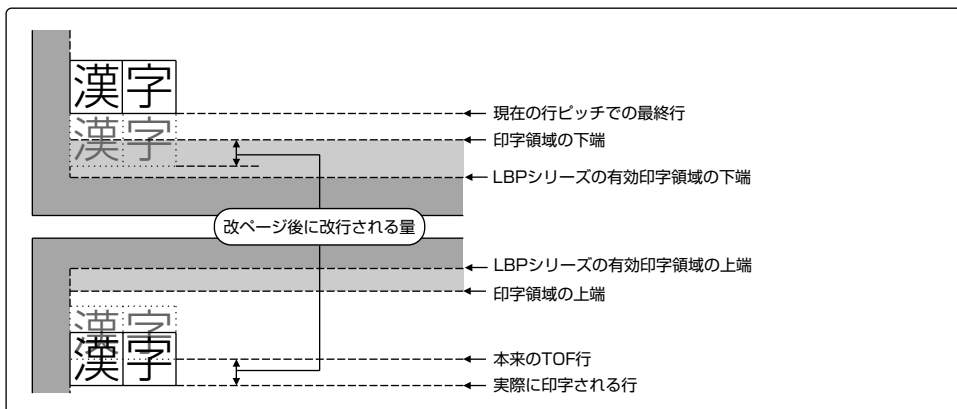 漢字
現在の行ピッチでの最終行
漢字
印字領域の下端
LBPシリーズの有効印字領域の下端
改ページ後に改行される量
LBPシリーズの有効印字領域の上端
印字領域の上端
漢字
漢字
本来のTOF行
実際に印字される行